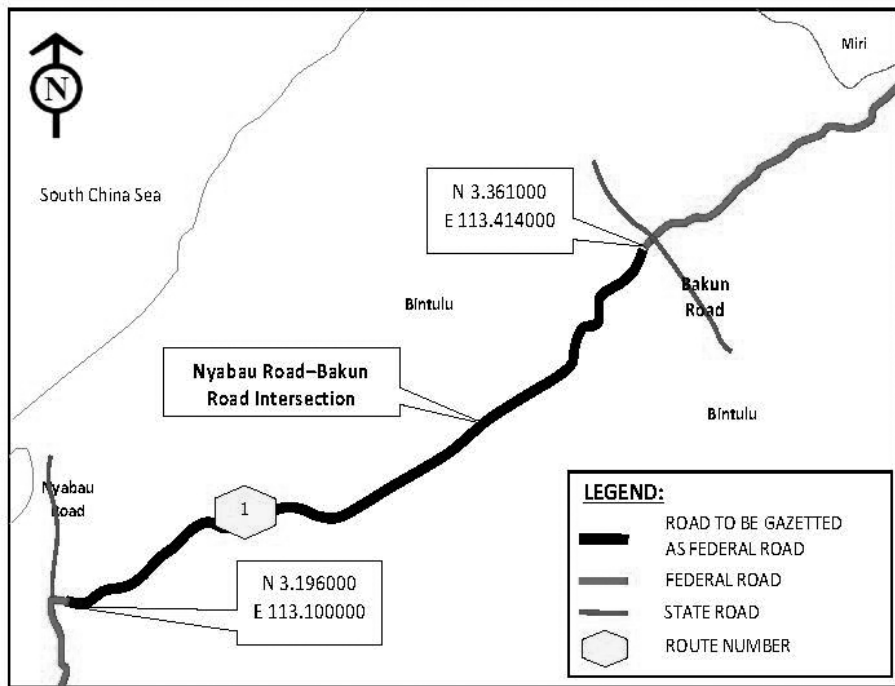 Miri
N
South China Sea
N 3.361000
E 113.414000
Bakun
Road
Bintulu
Nyabau Road–Bakun
Road Intersection
Bintulu
Nyabau
Road
1
N 3.196000
E 113.100000
LEGEND:
ROAD TO BE GAZETTED
AS FEDERAL ROAD
FEDERAL ROAD
STATE ROAD
ROUTE NUMBER